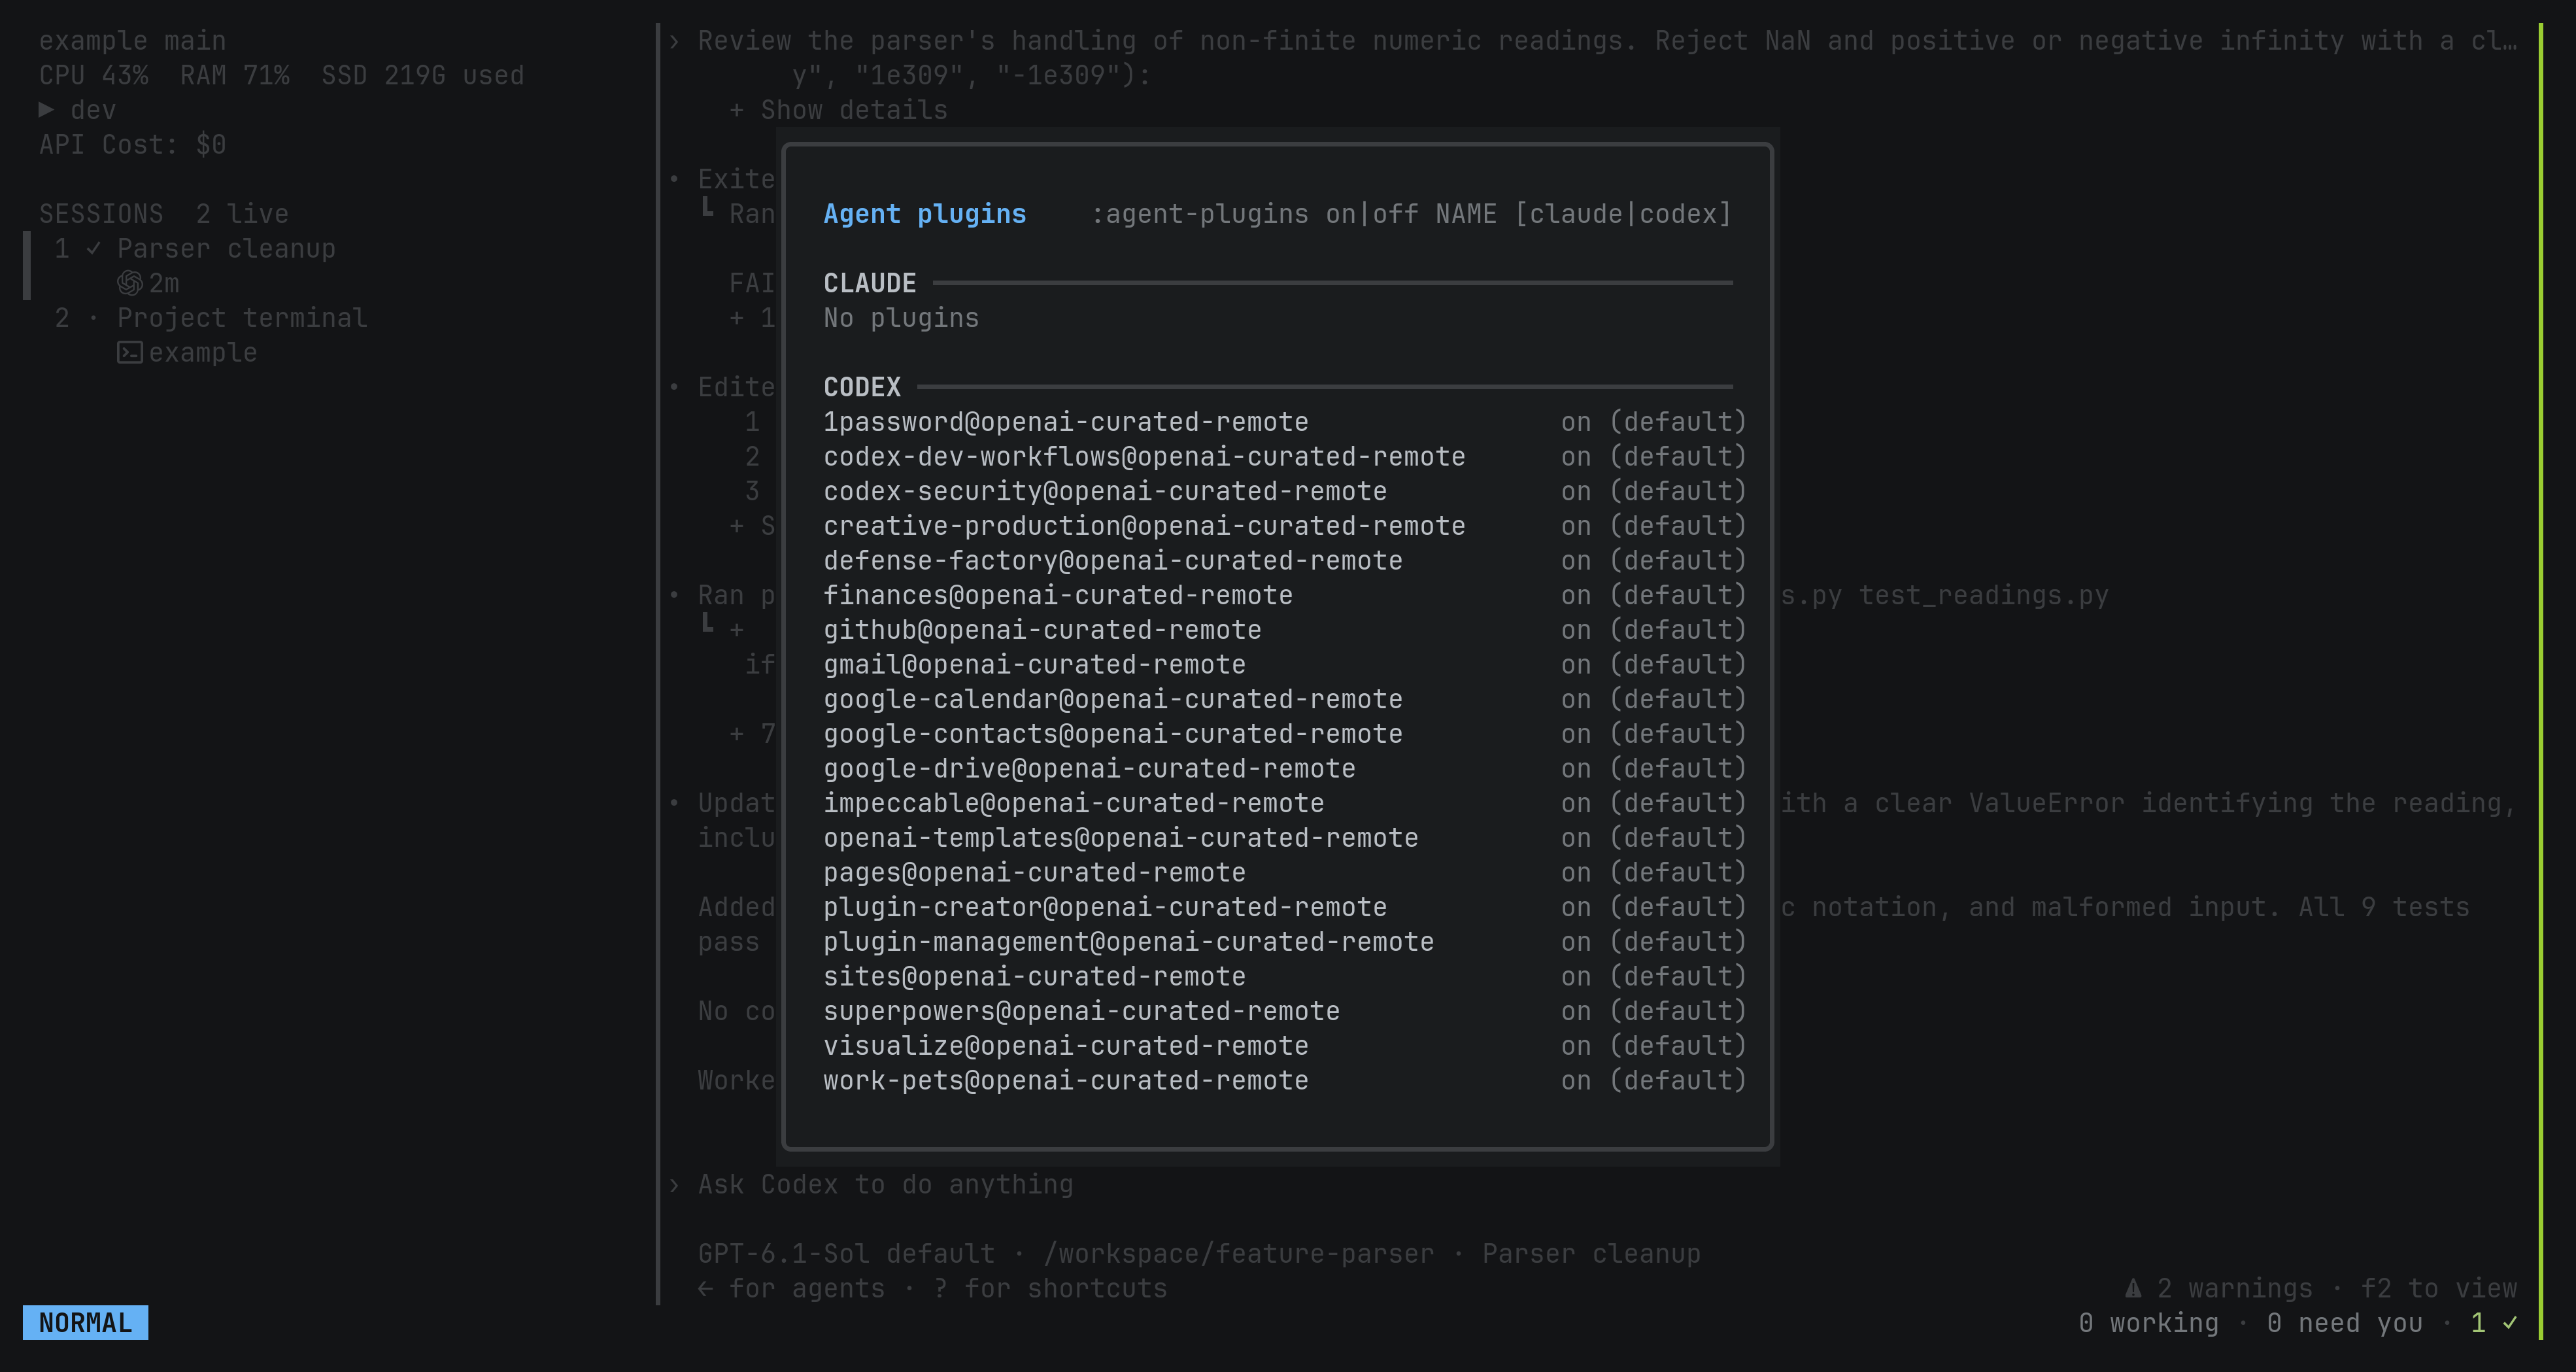 example main
CPU 43%  RAM 71%  SSD 219G used
▶ dev
API Cost: $0
SESSIONS  2 live
1 ✓ Parser cleanup
2m
2 · Project terminal
example
› Review the parser's handling of non-finite numeric readings. Reject NaN and positive or negative infinity with a cl…
y", "1e309", "-1e309"):
+ Show details
• Exite
└ Ran
FAI
+ 1
• Edite
1
2
3
+ S
• Ran p
s.py test_readings.py
└ +
if
+ 7
• Updat
ith a clear ValueError identifying the reading,
inclu
Added
c notation, and malformed input. All 9 tests
pass
No co
Worke
Agent plugins    :agent-plugins on|off NAME [claude|codex]
CLAUDE
No plugins
CODEX
1password@openai-curated-remote on (default)
codex-dev-workflows@openai-curated-remote on (default)
codex-security@openai-curated-remote on (default)
creative-production@openai-curated-remote on (default)
defense-factory@openai-curated-remote on (default)
finances@openai-curated-remote on (default)
github@openai-curated-remote on (default)
gmail@openai-curated-remote on (default)
google-calendar@openai-curated-remote on (default)
google-contacts@openai-curated-remote on (default)
google-drive@openai-curated-remote on (default)
impeccable@openai-curated-remote on (default)
openai-templates@openai-curated-remote on (default)
pages@openai-curated-remote on (default)
plugin-creator@openai-curated-remote on (default)
plugin-management@openai-curated-remote on (default)
sites@openai-curated-remote on (default)
superpowers@openai-curated-remote on (default)
visualize@openai-curated-remote on (default)
work-pets@openai-curated-remote on (default)
› Ask Codex to do anything
GPT-6.1-Sol default · /workspace/feature-parser · Parser cleanup
← for agents · ? for shortcuts
⚠ 2 warnings · f2 to view
NORMAL
0 working · 0 need you · 1 ✓